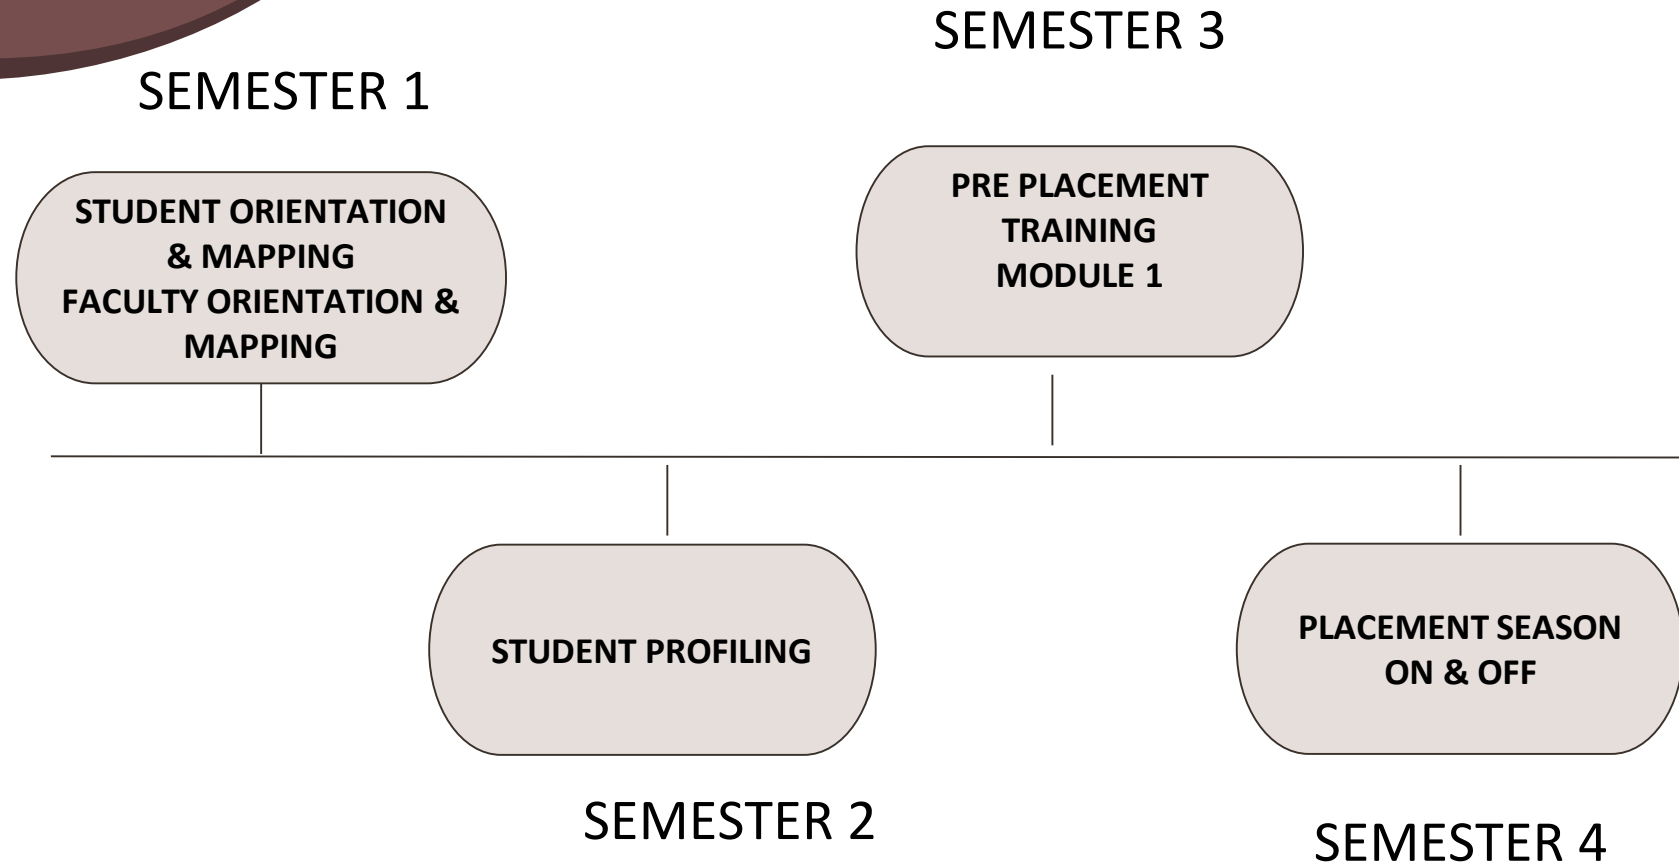 SEMESTER 1
STUDENT ORIENTATION
& MAPPING
FACULTY ORIENTATION &
MAPPING
STUDENT PROFILING
SEMESTER 2
SEMESTER 3
PRE PLACEMENT
TRAINING
MODULE 1
PLACEMENT SEASON
ON & OFF
SEMESTER 4